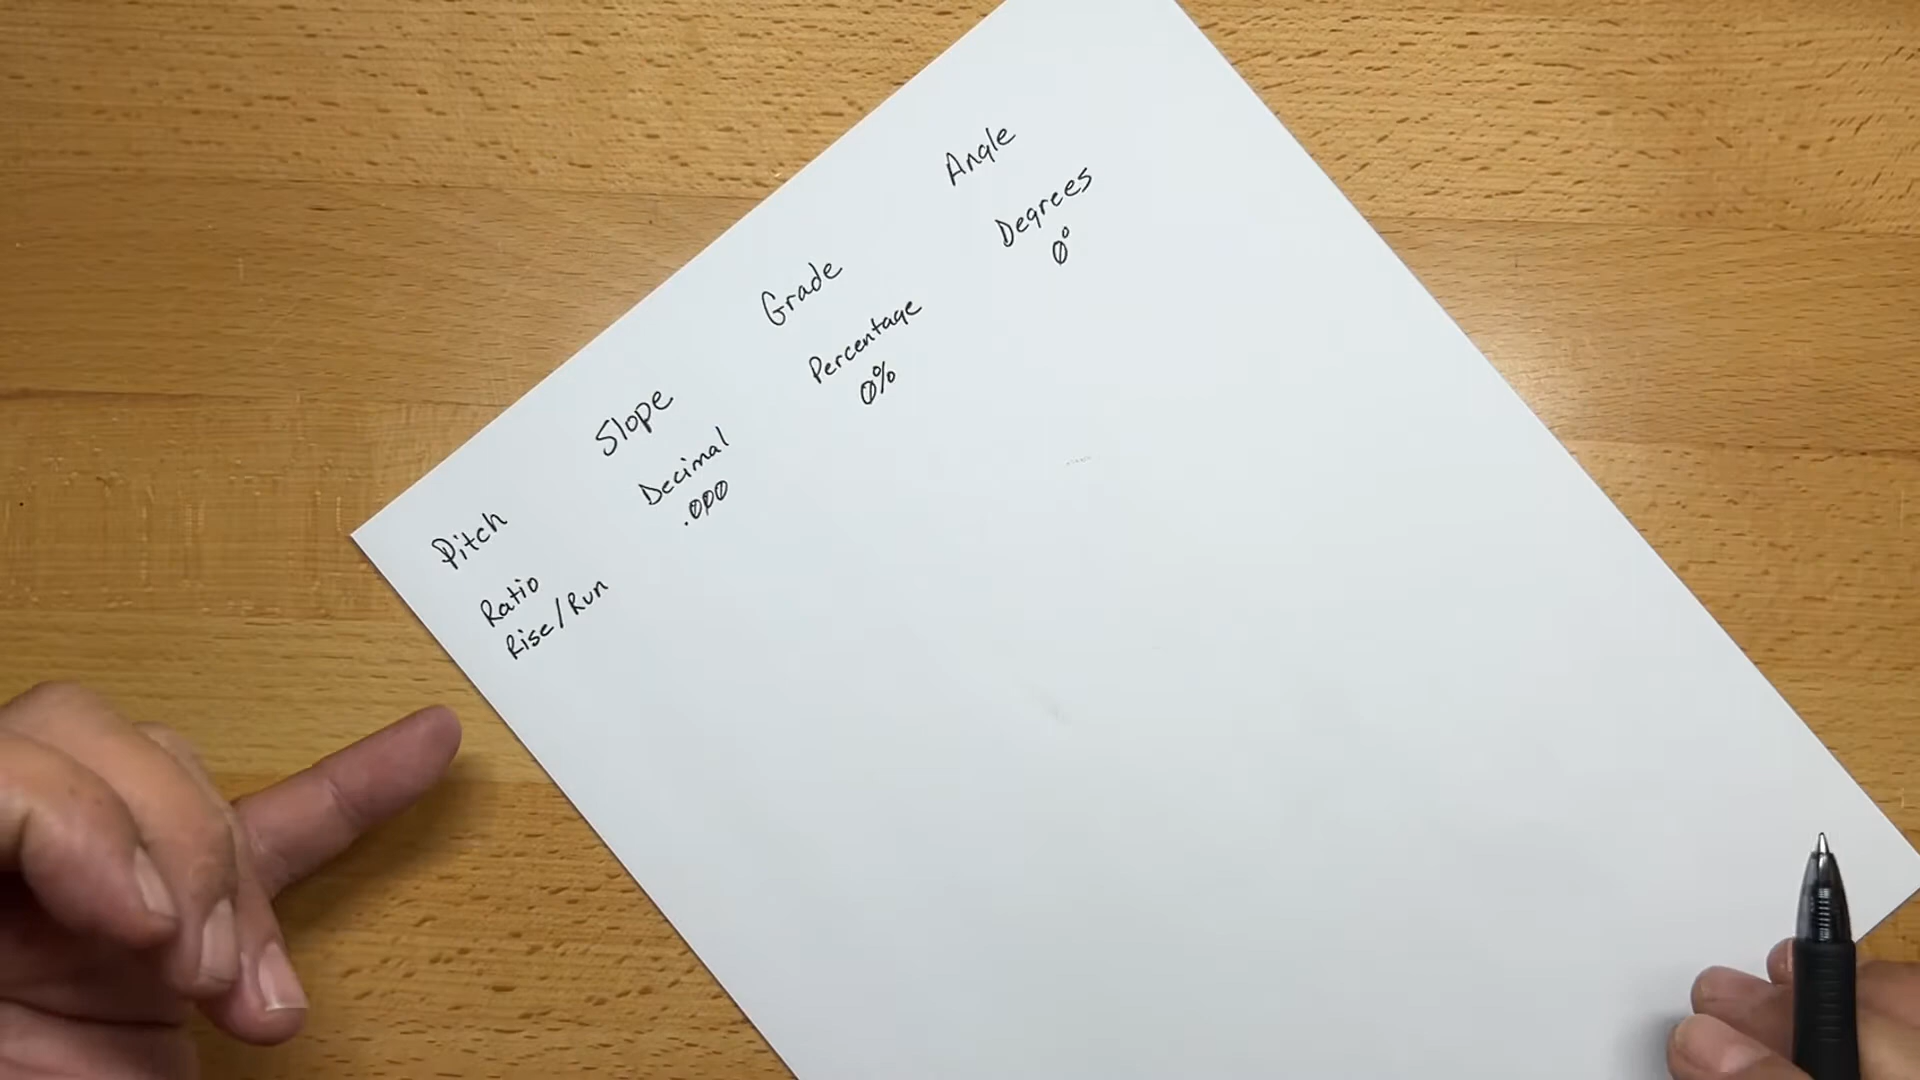 Pitch
Ratio
Rise/Run
Slope
Decimal
.000
Grade
Percentage
0%
Angle
Degrees
0°